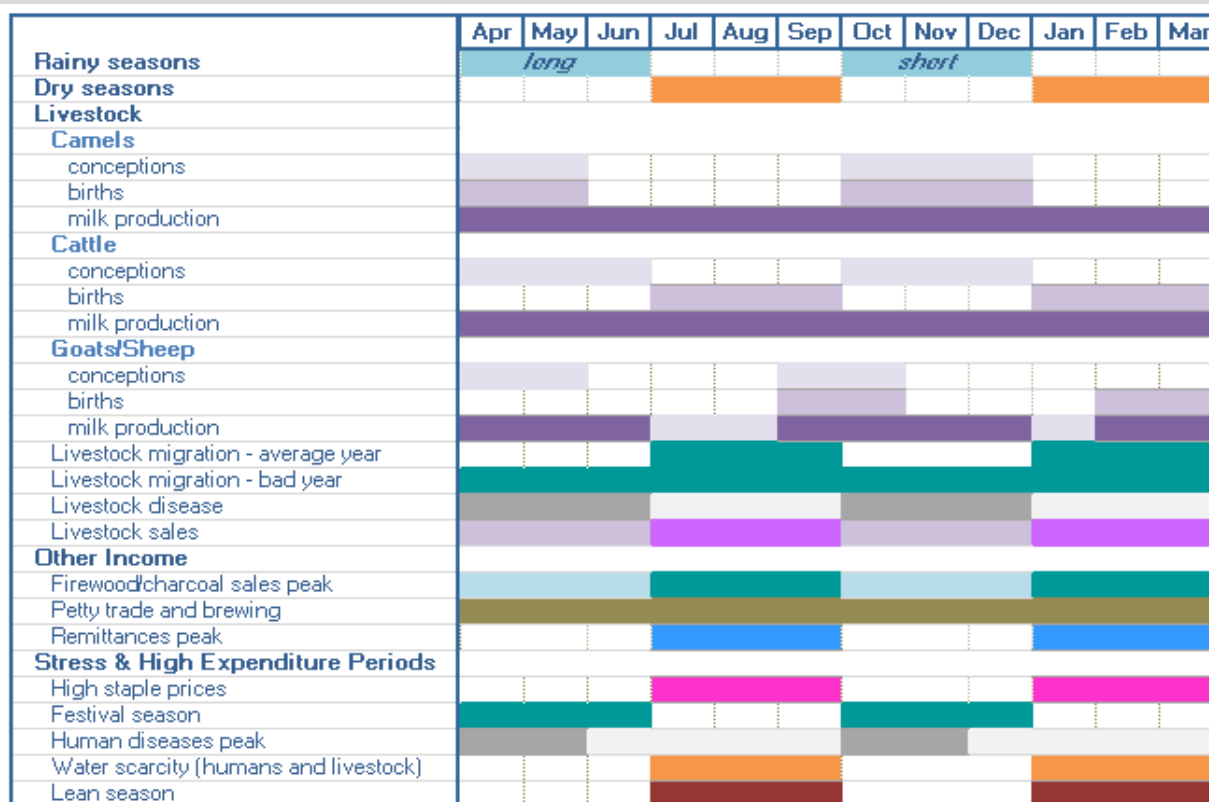 Apr May Jun Jul Aug Sep Oct Nov Dec Jan Feb Mar
Rainy seasons long short
Dry seasons
Livestock
Camels
conceptions
births
milk production
Cattle
conceptions
births
milk production
Goats/Sheep
conceptions
births
milk production
Livestock migration - average year
Livestock migration - bad year
Livestock disease
Livestock sales
Other Income
Firewood/charcoal sales peak
Petty trade and brewing
Remittances peak
Stress & High Expenditure Periods
High staple prices
Festival season
Human diseases peak
Water scarcity (humans and livestock)
Lean season